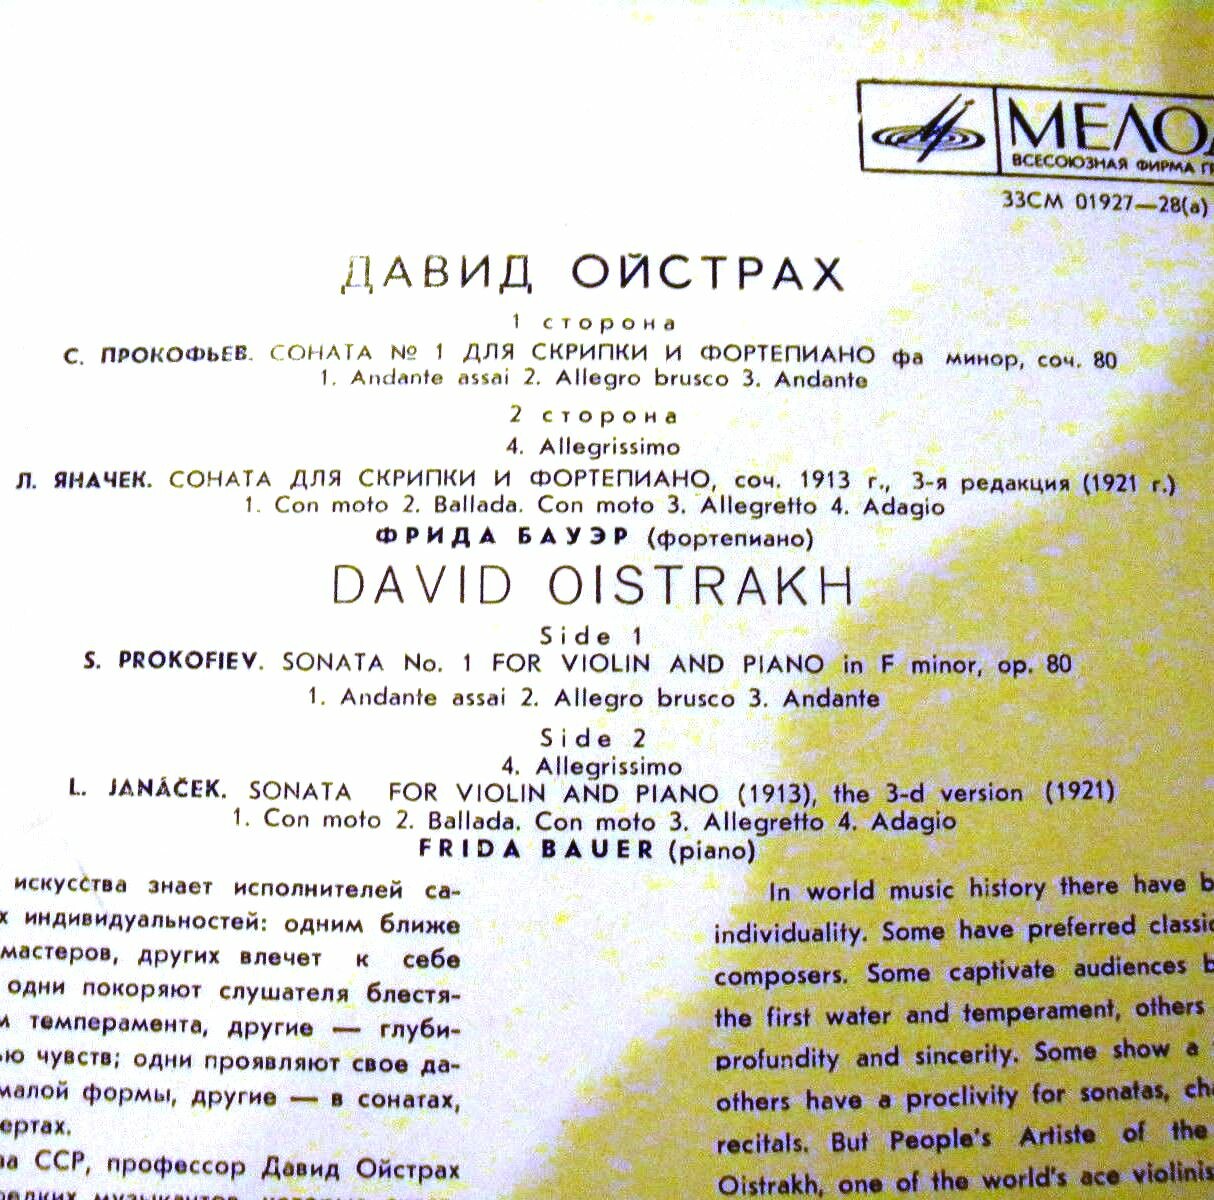 МЕЛОД
ВСЕСОЮЗНАЯ ФИРМА ГР
33СМ 01927—28(а)
ДАВИД ОЙСТРАХ
1 сторона
С. ПРОКОФЬЕВ. СОНАТА № 1 ДЛЯ СКРИПКИ И ФОРТЕПИАНО фа минор, соч. 80
1. Andante assai 2. Allegro brusco 3. Andante
2 сторона
4. Allegrissimo
Л. ЯНАЧЕК. СОНАТА ДЛЯ СКРИПКИ И ФОРТЕПИАНО, соч. 1913 г., 3-я редакция (1921 г.)
1. Con moto 2. Ballada. Con moto 3. Allegretto 4. Adagio
ФРИДА БАУЭР (фортепиано)
DAVID OISTRAKH
Side 1
S. PROKOFIEV. SONATA No. 1 FOR VIOLIN AND PIANO in F minor, op. 80
1. Andante assai 2. Allegro brusco 3. Andante
Side 2
4. Allegrissimo
L. JANÁČEK. SONATA FOR VIOLIN AND PIANO (1913), the 3-d version (1921)
1. Con moto 2. Ballada. Con moto 3. Allegretto 4. Adagio
FRIDA BAUER (piano)
искусства знает исполнителей са-
х индивидуальностей: одним ближе
мастеров, других влечет к себе
одни покоряют слушателя блестя-
м темперамента, другие — глуби-
ью чувств; одни проявляют свое да-
малой формы, другие — в сонатах,
ертах.
ва ССР, профессор Давид Ойстрах
In world music history there have b
individuality. Some have preferred classic
composers. Some captivate audiences b
the first water and temperament, others
profundity and sincerity. Some show a
others have a proclivity for sonatas, cha
recitals. But People's Artiste of the
Oistrakh, one of the world's ace violinis